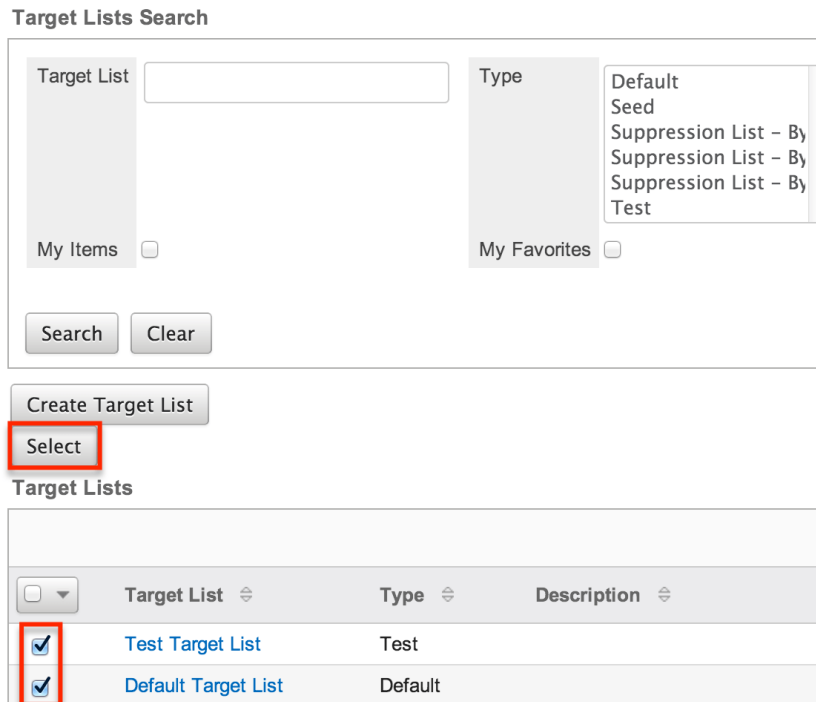 Target Lists Search
Target List
Type
Default
Seed
Suppression List - By
Suppression List - By
Suppression List - By
Test
My Items
My Favorites
Search
Clear
Create Target List
Select
Target Lists
Target List
Type
Description
Test Target List
Test
Default Target List
Default